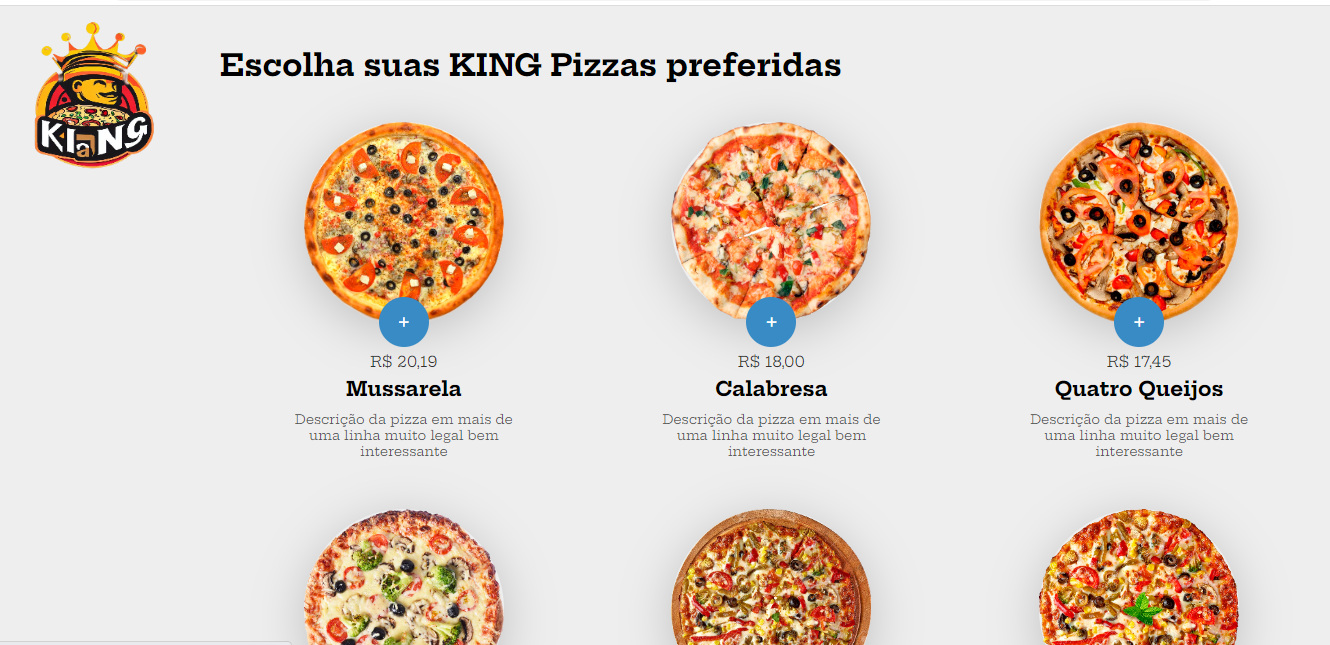 KIaNG
Escolha suas KING Pizzas preferidas
+
+
+
R$ 20,19
R$ 18,00
R$ 17,45
Mussarela
Calabresa
Quatro Queijos
Descrição da pizza em mais de
uma linha muito legal bem
interessante
Descrição da pizza em mais de
uma linha muito legal bem
interessante
Descrição da pizza em mais de
uma linha muito legal bem
interessante